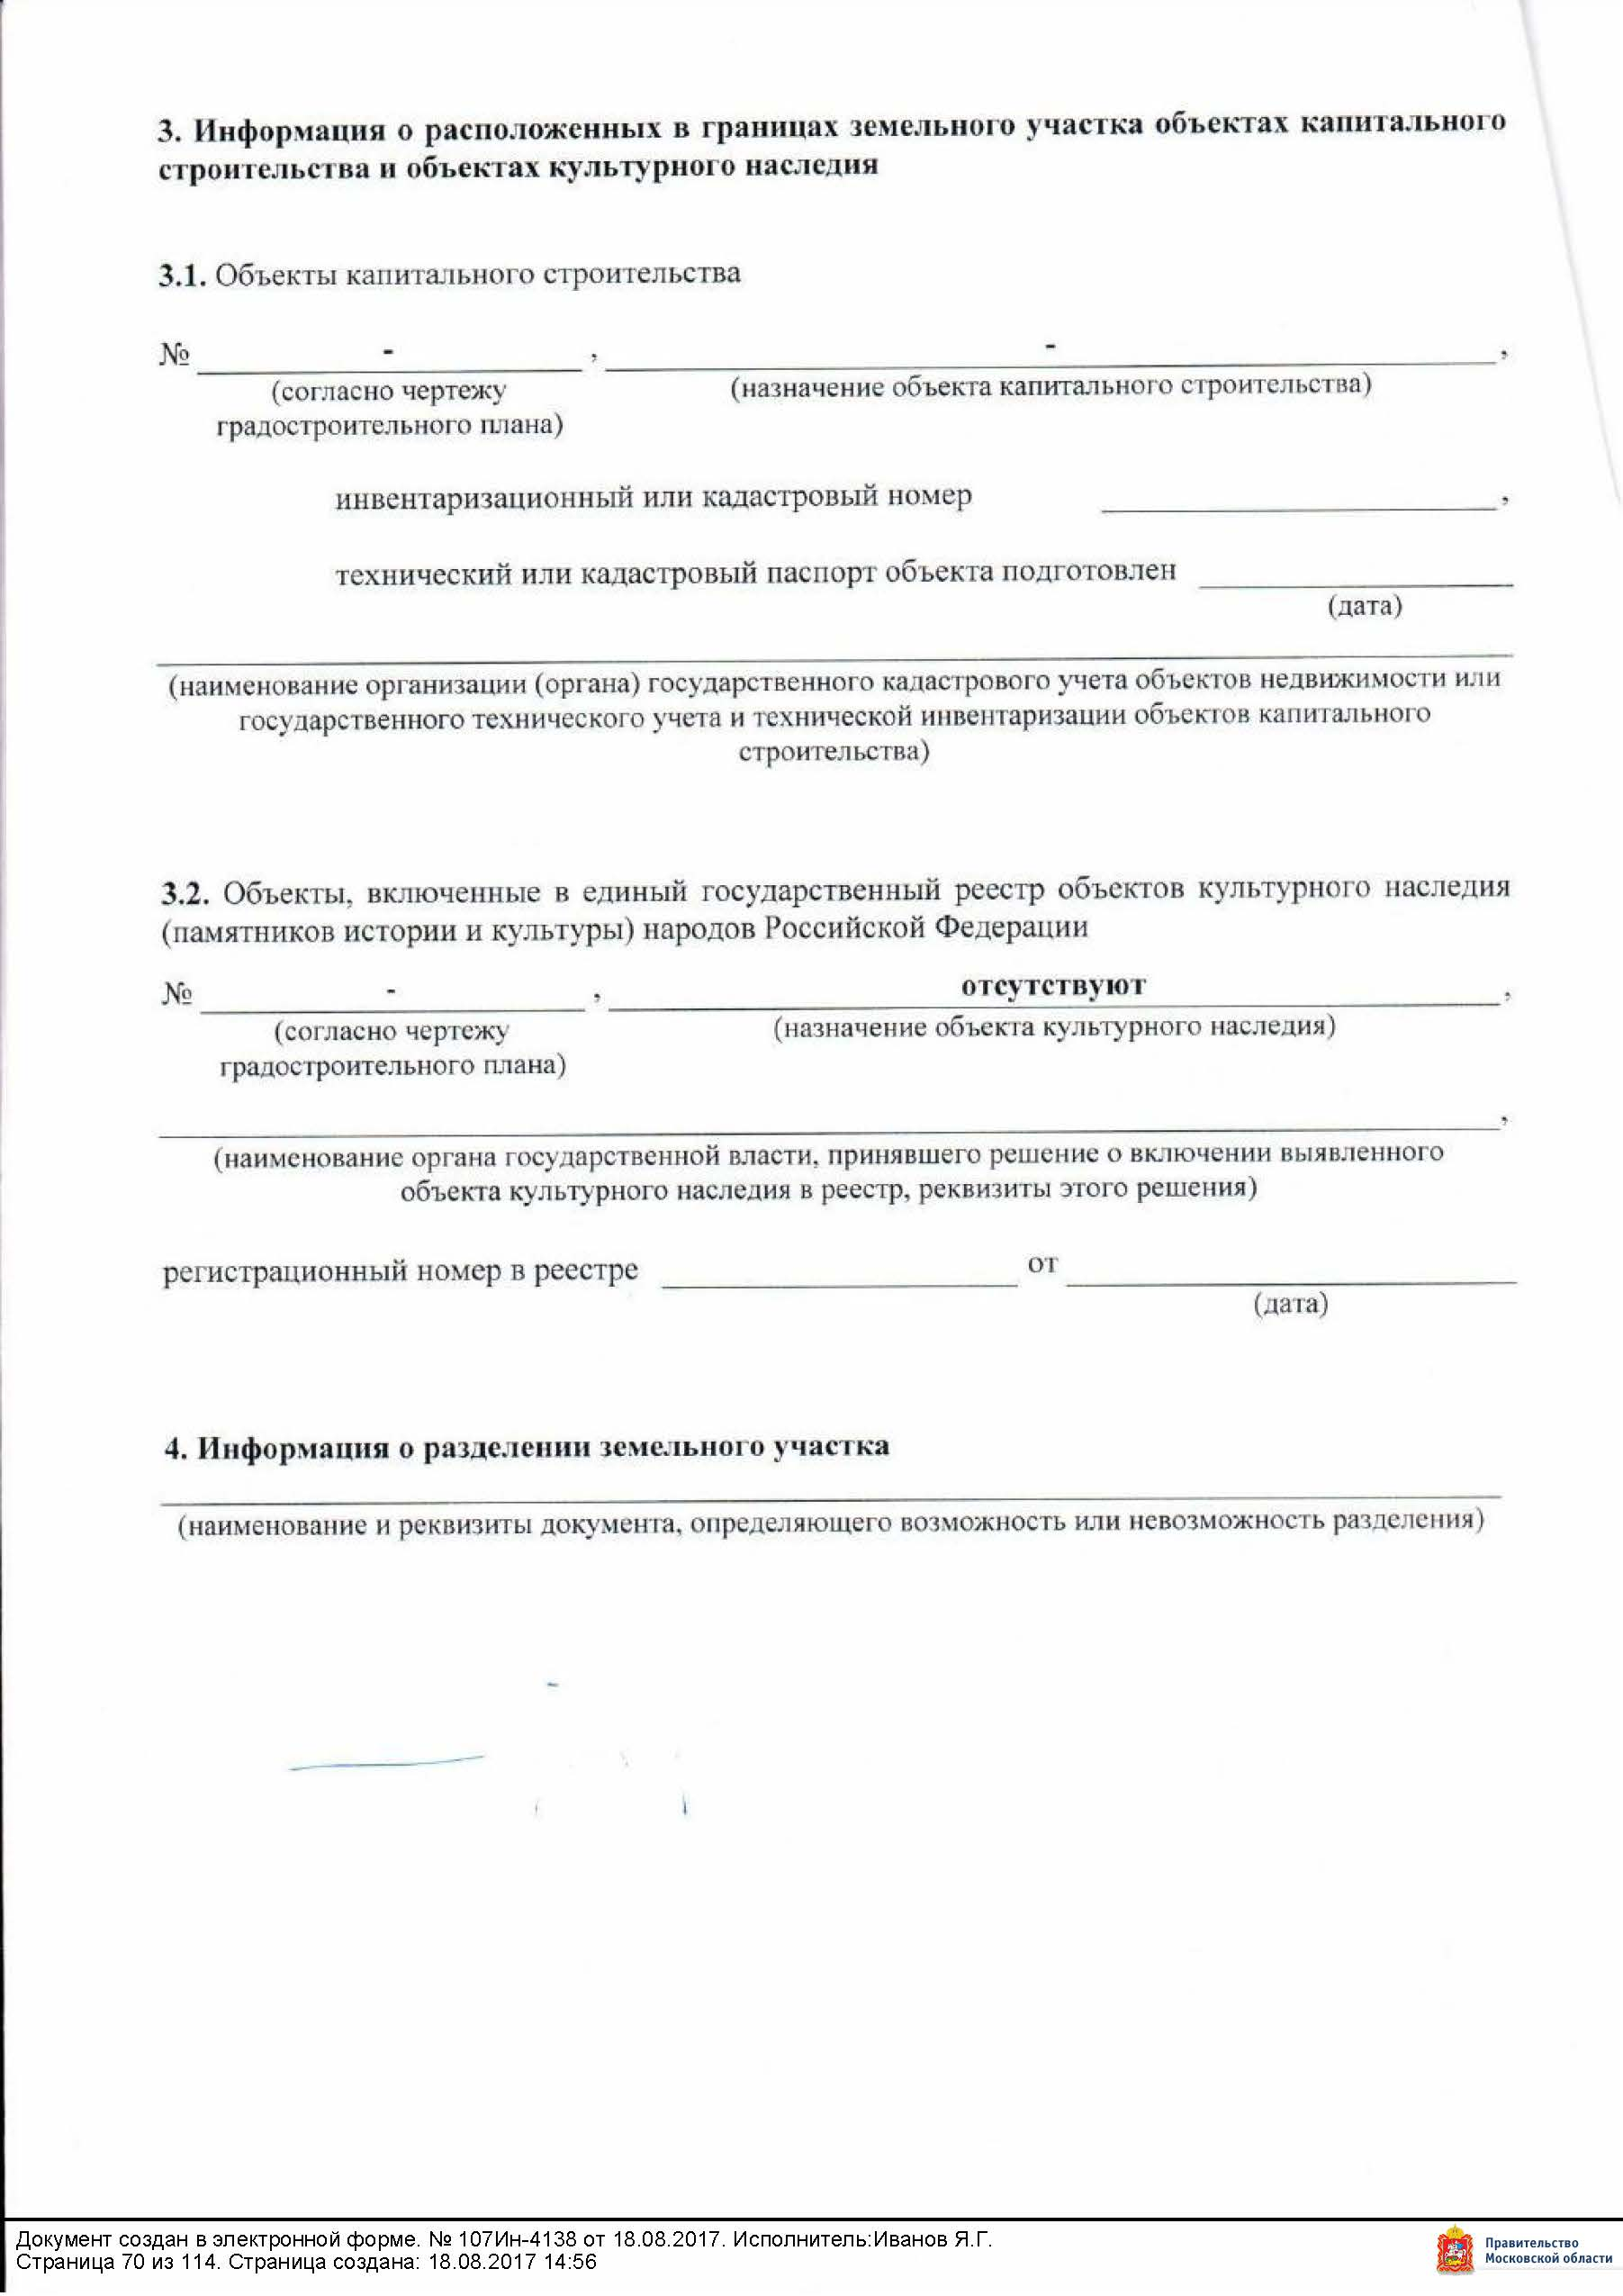 3. Информация о расположенных в границах земельного участка объектах капитального
строительства и объектах культурного наследия
3.1. Объекты капитального строительства
№ - , - ,
(согласно чертежу
градостроительного плана)
(назначение объекта капитального строительства)
инвентаризационный или кадастровый номер ,
технический или кадастровый паспорт объекта подготовлен
(дата)
(наименование организации (органа) государственного кадастрового учета объектов недвижимости или
государственного технического учета и технической инвентаризации объектов капитального
строительства)
3.2. Объекты, включенные в единый государственный реестр объектов культурного наследия
(памятников истории и культуры) народов Российской Федерации
№ - , отсутствуют ,
(согласно чертежу
градостроительного плана)
(назначение объекта культурного наследия)
,
(наименование органа государственной власти, принявшего решение о включении выявленного
объекта культурного наследия в реестр, реквизиты этого решения)
регистрационный номер в реестре от
(дата)
4. Информация о разделении земельного участка
(наименование и реквизиты документа, определяющего возможность или невозможность разделения)
Документ создан в электронной форме. № 107Ин-4138 от 18.08.2017. Исполнитель:Иванов Я.Г.
Страница 70 из 114. Страница создана: 18.08.2017 14:56
Правительство
Московской области